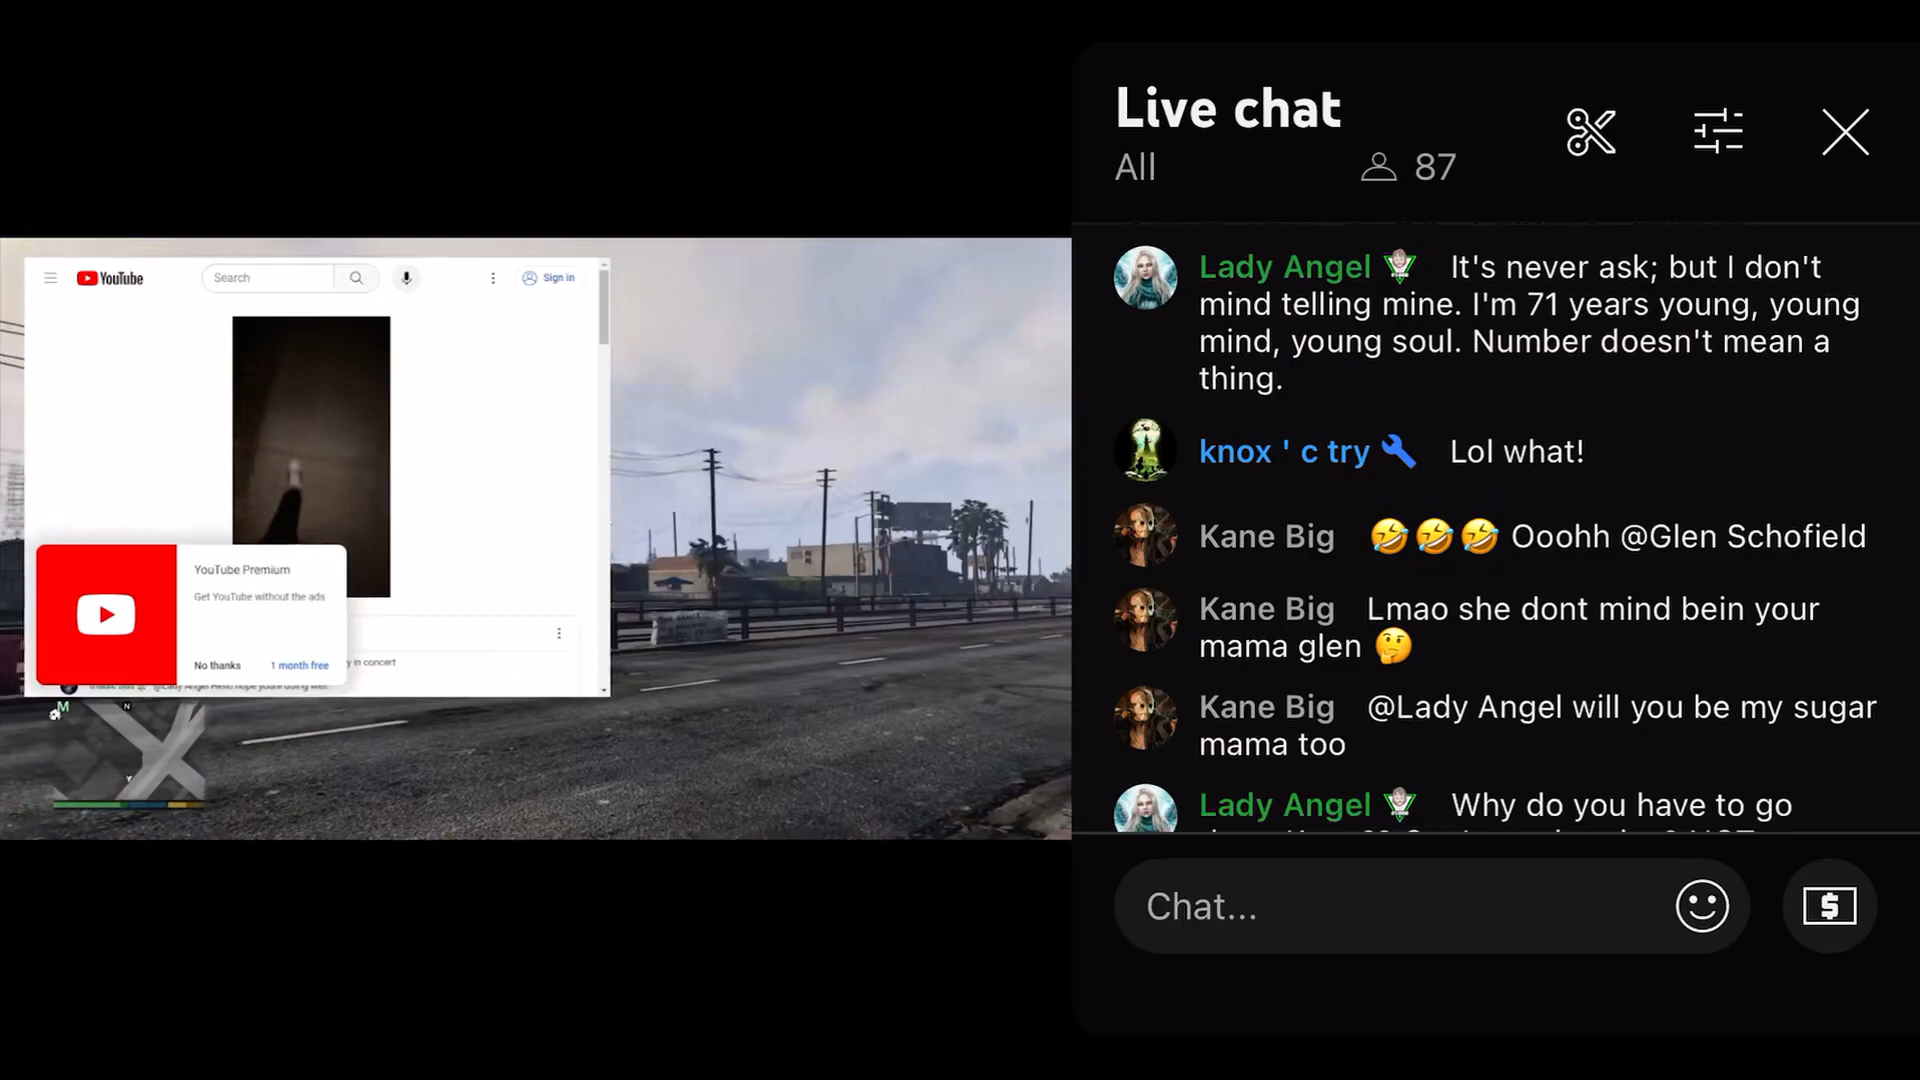 YouTube
Search
Sign in
YouTube Premium
Get YouTube without the ads
No thanks
1 month free
y in concert
M
N
Live chat
All
87
Lady Angel It's never ask; but I don't
mind telling mine. I'm 71 years young, young
mind, young soul. Number doesn't mean a
thing.
knox ' c try Lol what!
Kane Big 🤣🤣🤣 Ooohh @Glen Schofield
Kane Big Lmao she dont mind bein your
mama glen 🤔
Kane Big @Lady Angel will you be my sugar
mama too
Lady Angel Why do you have to go
Chat...
$